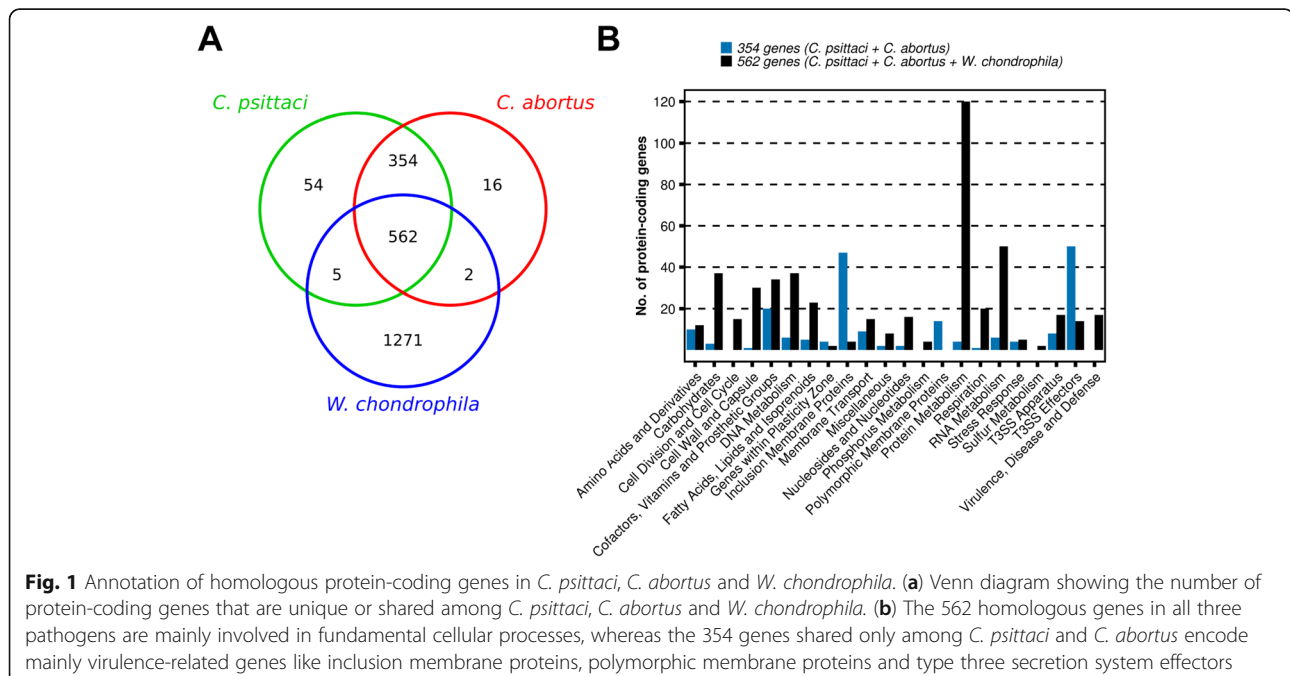 A
C. psittaci
C. abortus
354
54
16
562
5
2
1271
W. chondrophila
B
354 genes (C. psittaci + C. abortus)
562 genes (C. psittaci + C. abortus + W. chondrophila)
No. of protein-coding genes
120
100
80
60
40
20
Amino Acids and Derivatives
Carbohydrates
Cell Division and Cell Cycle
Cell Wall and Capsule
Cofactors, Vitamins and Prosthetic Groups
DNA Metabolism
Fatty Acids, Lipids and Isoprenoids
Genes within Plasticity Zone
Inclusion Membrane Proteins
Membrane Transport
Miscellaneous
Nucleosides and Nucleotides
Phosphorus Metabolism
Polymorphic Membrane Proteins
Protein Metabolism
Respiration
RNA Metabolism
Stress Response
Sulfur Metabolism
T3SS Apparatus
T3SS Effectors
Virulence, Disease and Defense
Fig. 1 Annotation of homologous protein-coding genes in C. psittaci, C. abortus and W. chondrophila. (a) Venn diagram showing the number of
protein-coding genes that are unique or shared among C. psittaci, C. abortus and W. chondrophila. (b) The 562 homologous genes in all three
pathogens are mainly involved in fundamental cellular processes, whereas the 354 genes shared only among C. psittaci and C. abortus encode
mainly virulence-related genes like inclusion membrane proteins, polymorphic membrane proteins and type three secretion system effectors